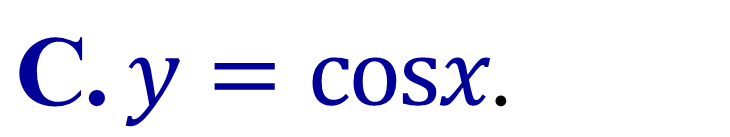 C. y = cosx.